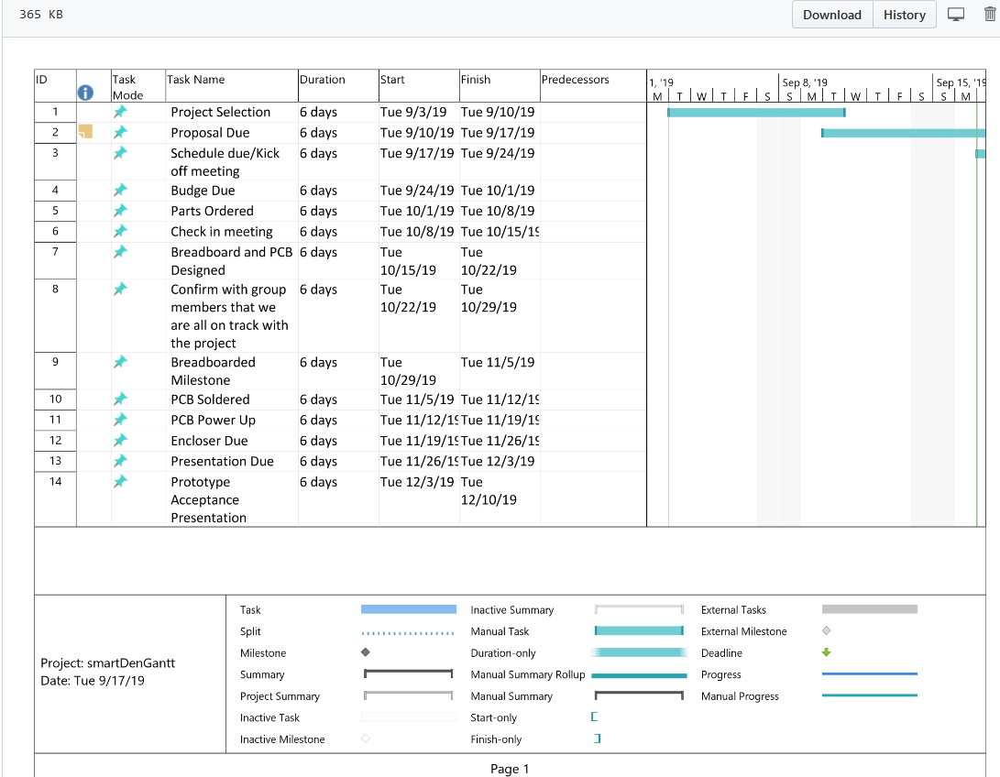 365 KB
Download History
ID Task Mode Task Name Duration Start Finish Predecessors
1, '19 Sep 8, '19 Sep 15, '19
M T W T F S S M T W T F S S M
1 Project Selection 6 days Tue 9/3/19 Tue 9/10/19
2 Proposal Due 6 days Tue 9/10/19 Tue 9/17/19
3 Schedule due/Kick 6 days Tue 9/17/19 Tue 9/24/19
off meeting
4 Budge Due 6 days Tue 9/24/19 Tue 10/1/19
5 Parts Ordered 6 days Tue 10/1/19 Tue 10/8/19
6 Check in meeting 6 days Tue 10/8/19 Tue 10/15/19
7 Breadboard and PCB 6 days Tue Tue
Designed 10/15/19 10/22/19
8 Confirm with group 6 days Tue Tue
members that we 10/22/19 10/29/19
are all on track with
the project
9 Breadboarded 6 days Tue Tue 11/5/19
Milestone 10/29/19
10 PCB Soldered 6 days Tue 11/5/19 Tue 11/12/19
11 PCB Power Up 6 days Tue 11/12/19 Tue 11/19/19
12 Encloser Due 6 days Tue 11/19/19 Tue 11/26/19
13 Presentation Due 6 days Tue 11/26/19 Tue 12/3/19
14 Prototype 6 days Tue 12/3/19 Tue
Acceptance 12/10/19
Presentation
Project: smartDenGantt
Date: Tue 9/17/19
Task Inactive Summary External Tasks
Split Manual Task External Milestone
Milestone Duration-only Deadline
Summary Manual Summary Rollup Progress
Project Summary Manual Summary Manual Progress
Inactive Task Start-only
Inactive Milestone Finish-only
Page 1